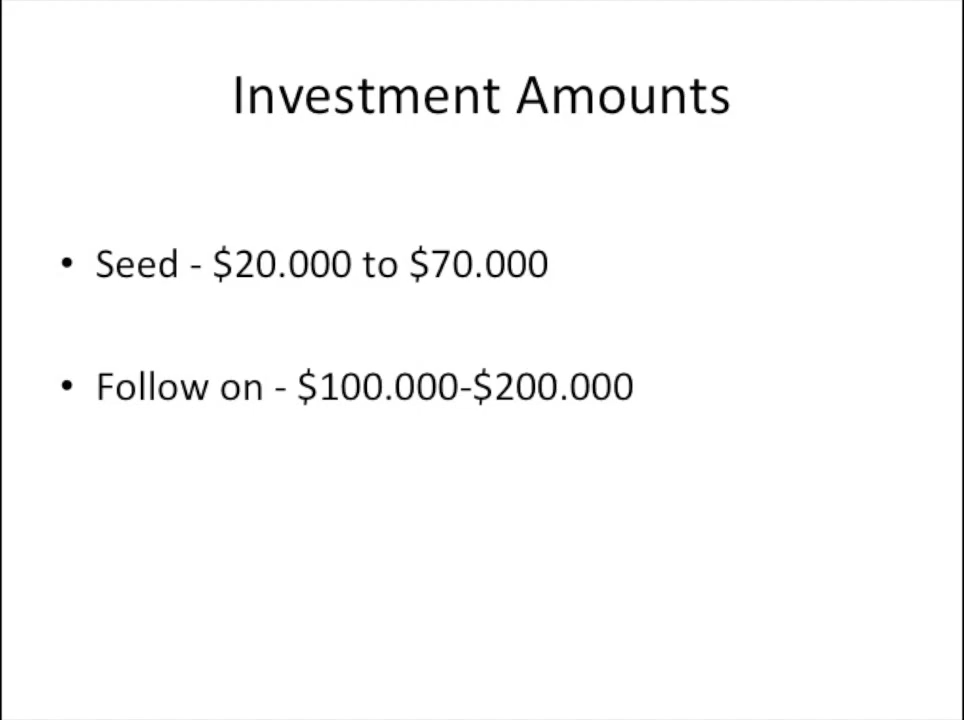 Investment Amounts
• Seed - $20.000 to $70.000
• Follow on - $100.000-$200.000